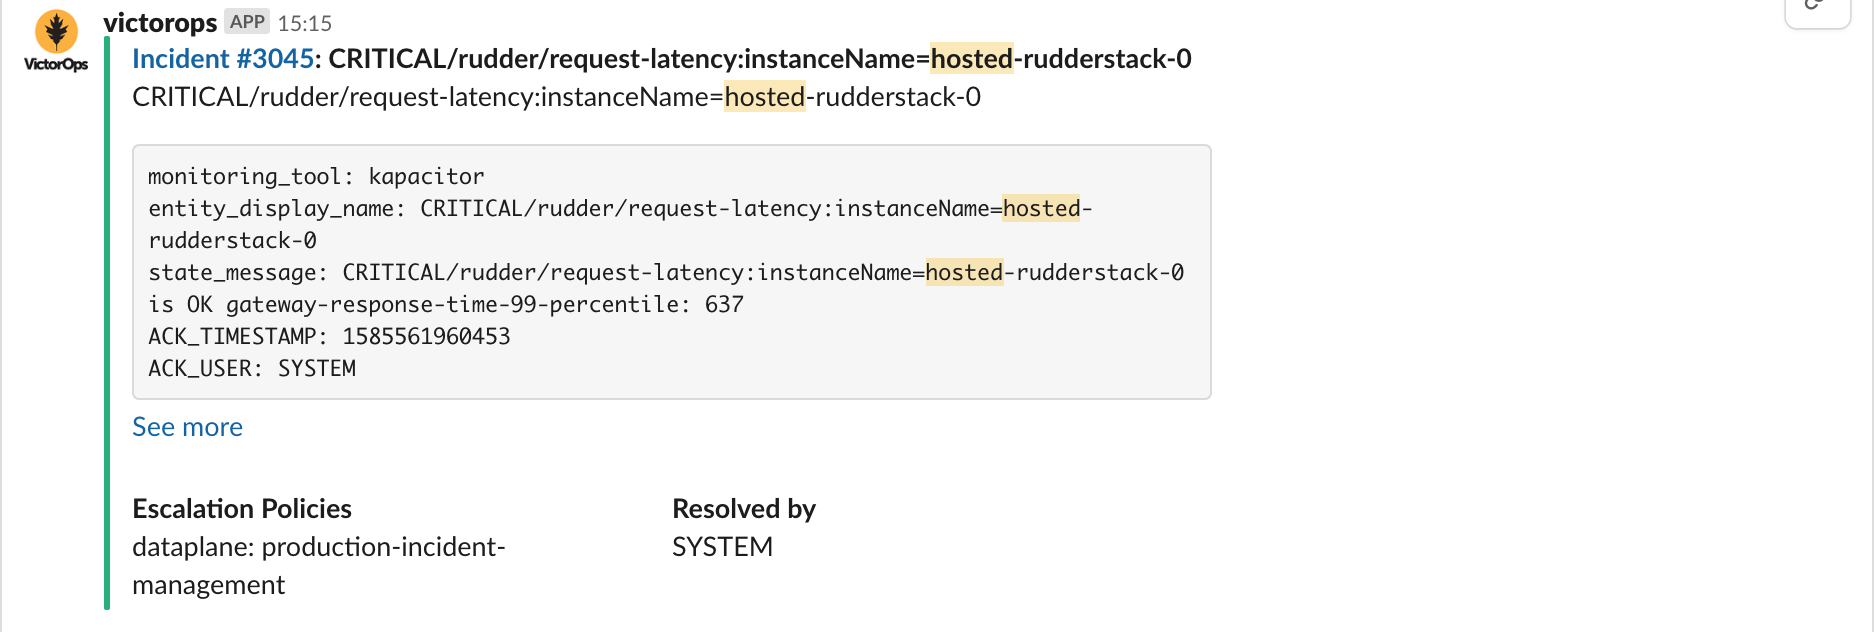 victorops APP 15:15
VictorOps
Incident #3045: CRITICAL/rudder/request-latency:instanceName=hosted-rudderstack-0
CRITICAL/rudder/request-latency:instanceName=hosted-rudderstack-0
monitoring_tool: kapacitor
entity_display_name: CRITICAL/rudder/request-latency:instanceName=hosted-
rudderstack-0
state_message: CRITICAL/rudder/request-latency:instanceName=hosted-rudderstack-0
is OK gateway-response-time-99-percentile: 637
ACK_TIMESTAMP: 1585561960453
ACK_USER: SYSTEM
See more
Escalation Policies
dataplane: production-incident-
management
Resolved by
SYSTEM